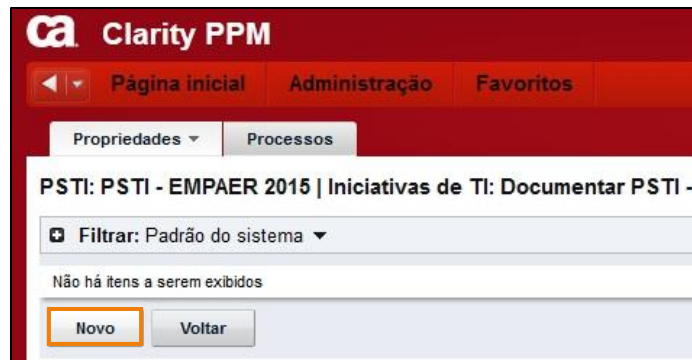 ca Clarity PPM
Página inicial Administração Favoritos
Propriedades Processos
PSTI: PSTI - EMPAER 2015 | Iniciativas de TI: Documentar PSTI -
Filtrar: Padrão do sistema
Não há itens a serem exibidos
Novo Voltar